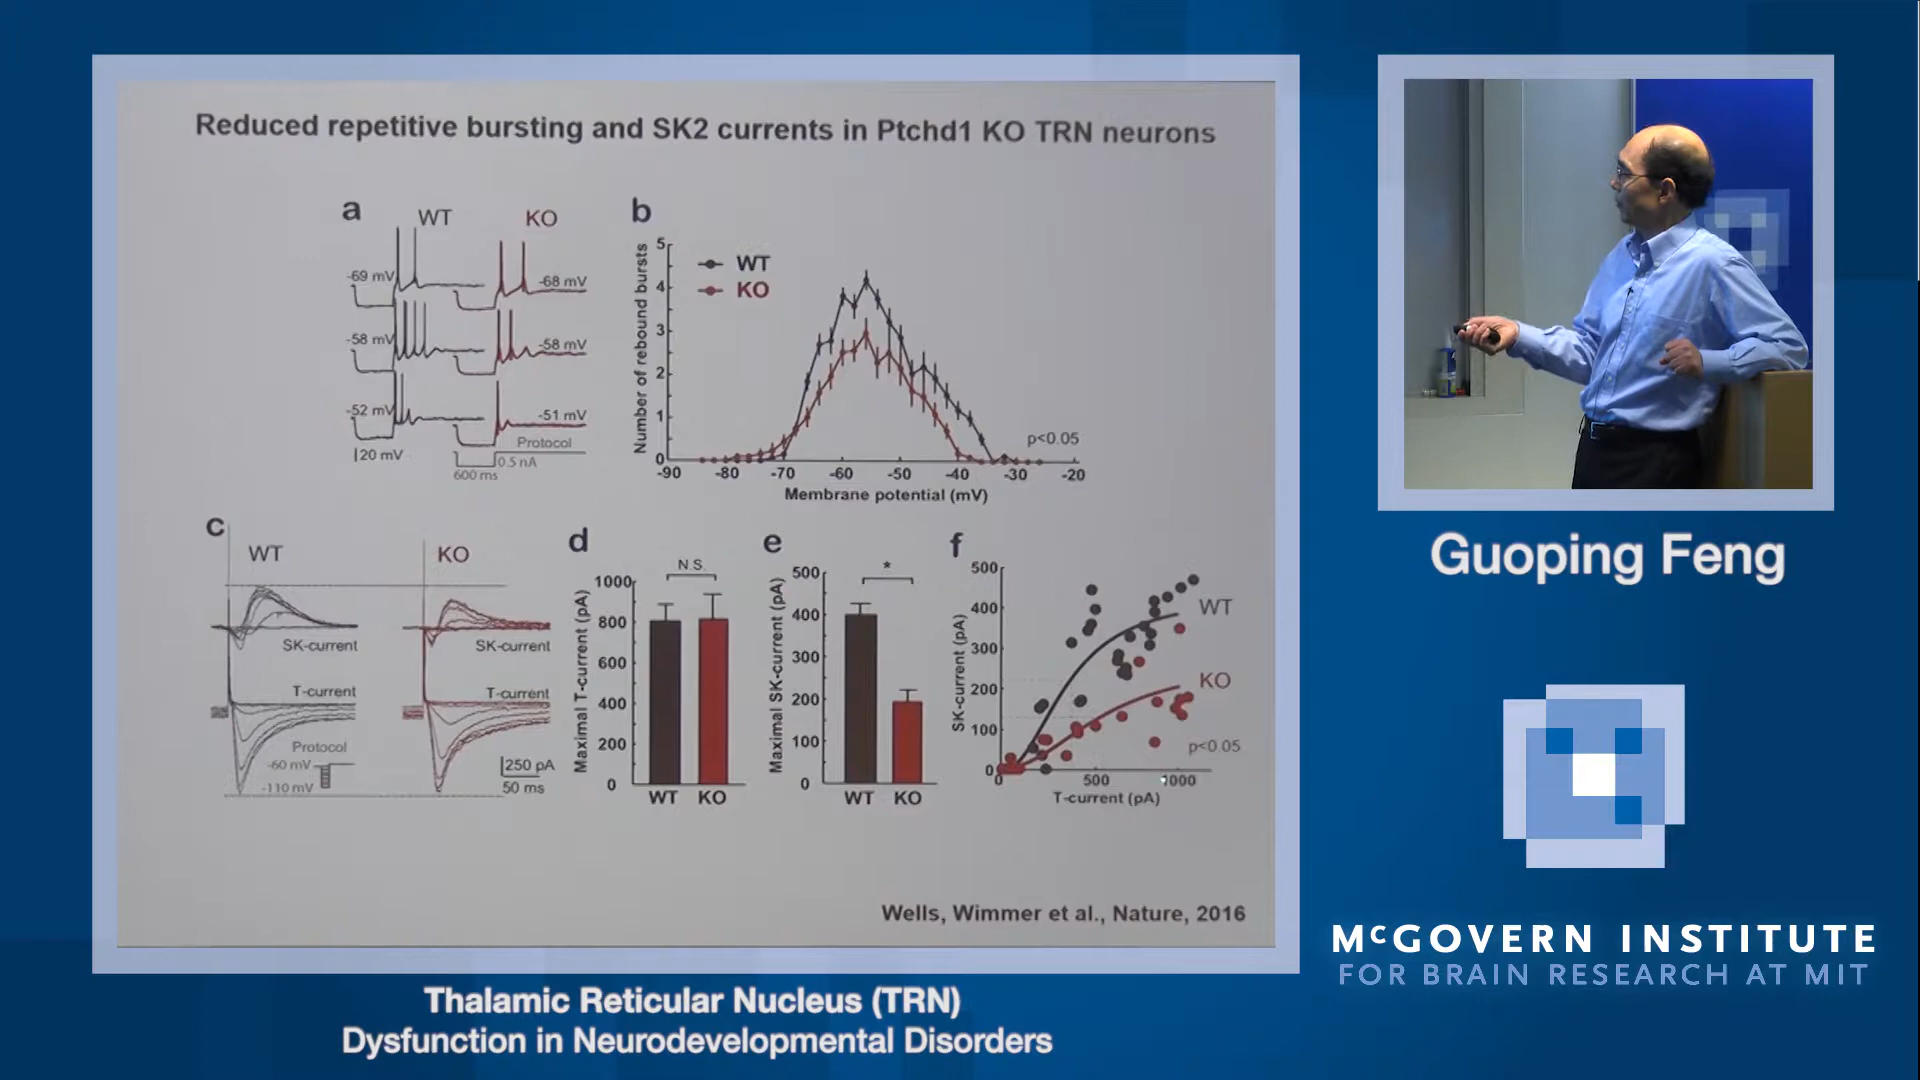 Reduced repetitive bursting and SK2 currents in Ptchd1 KO TRN neurons
a
WT
KO
-69 mV
-68 mV
-58 mV
-58 mV
-52 mV
-51 mV
20 mV
Protocol
600 ms
0.5 nA
b
Number of rebound bursts
5
4
3
2
1
0
WT
KO
p<0.05
-90
-80
-70
-60
-50
-40
-30
-20
Membrane potential (mV)
c
WT
KO
SK-current
SK-current
T-current
T-current
Protocol
-60 mV
-110 mV
250 pA
50 ms
d
N.S.
Maximal T-current (pA)
1000
800
600
400
200
0
WT
KO
e
*
Maximal SK-current (pA)
500
400
300
200
100
0
WT
KO
f
SK-current (pA)
500
400
300
200
100
0
WT
KO
p<0.05
0
500
1000
T-current (pA)
Wells, Wimmer et al., Nature, 2016
Guoping Feng
McGOVERN INSTITUTE
FOR BRAIN RESEARCH AT MIT
Thalamic Reticular Nucleus (TRN)
Dysfunction in Neurodevelopmental Disorders